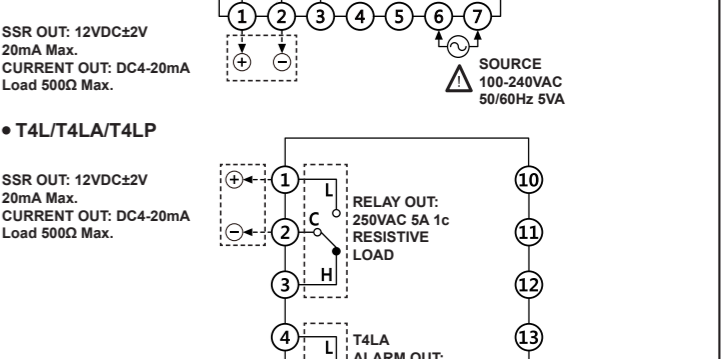 1 2 3 4 5 6 7
SSR OUT: 12VDC±2V
20mA Max.
CURRENT OUT: DC4-20mA
Load 500Ω Max.
+ −
SOURCE
100-240VAC
50/60Hz 5VA
!
• T4L/T4LA/T4LP
SSR OUT: 12VDC±2V
20mA Max.
CURRENT OUT: DC4-20mA
Load 500Ω Max.
+
−
1
2
3
4
L
C
H
RELAY OUT:
250VAC 5A 1c
RESISTIVE
LOAD
L
T4LA
ALARM OUT:
10
11
12
13